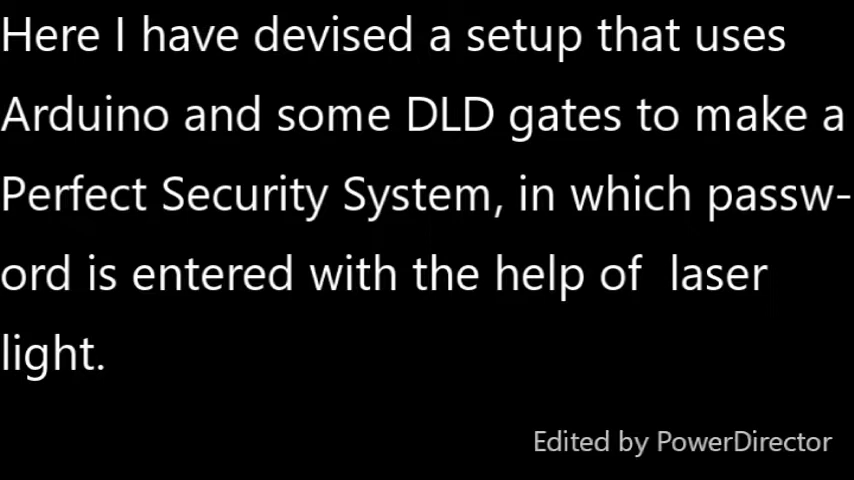 Here I have devised a setup that uses
Arduino and some DLD gates to make a
Perfect Security System, in which passw-
ord is entered with the help of  laser
light.
Edited by PowerDirector